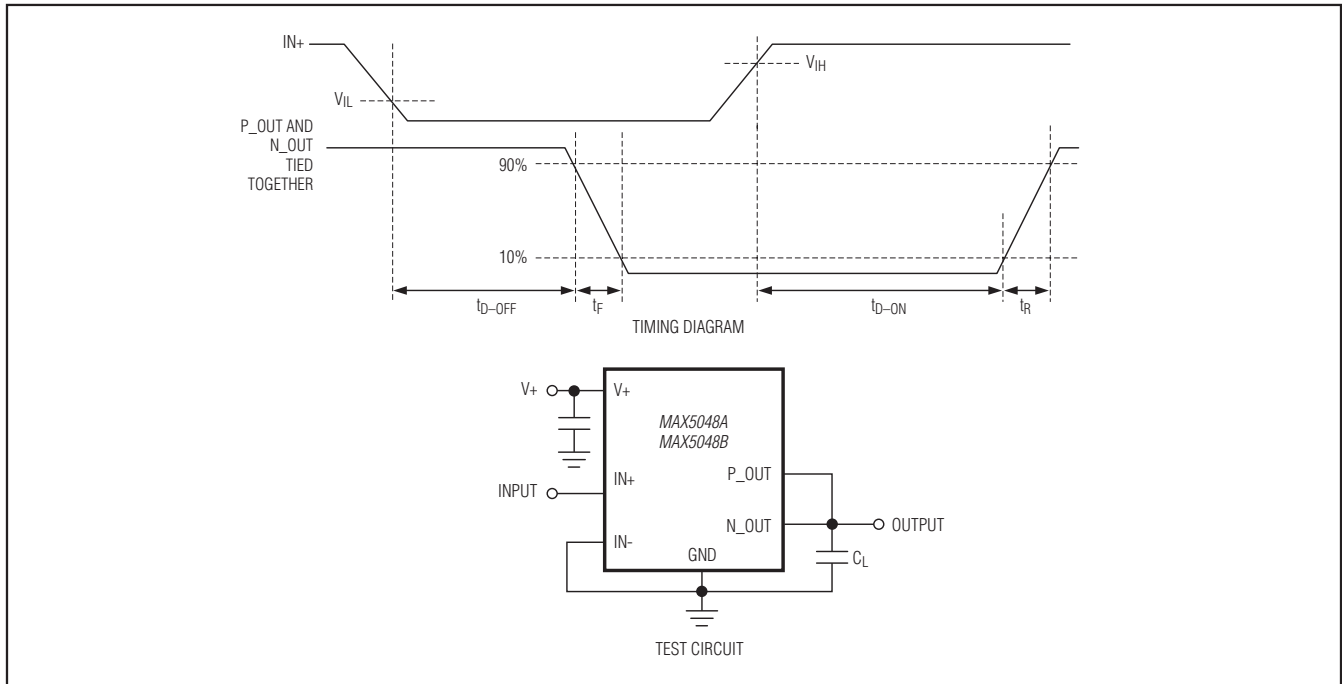 IN+
VIH
VIL
P_OUT AND
N_OUT
TIED
TOGETHER
90%
10%
tD–OFF
tF
tD–ON
tR
TIMING DIAGRAM
V+
V+
MAX5048A
MAX5048B
INPUT
IN+
P_OUT
N_OUT
OUTPUT
IN-
GND
CL
TEST CIRCUIT